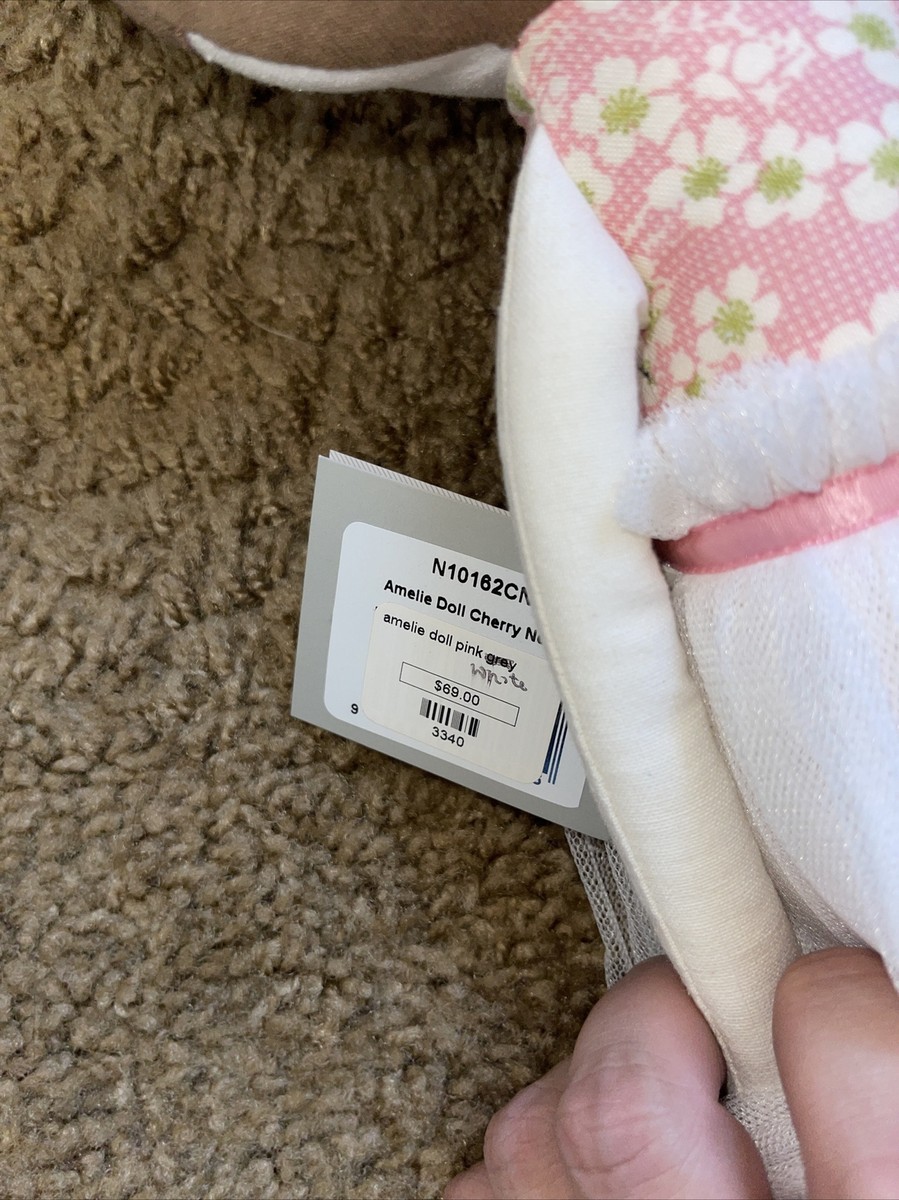 N10162CN
Amelie Doll Cherry
amelie doll pink grey
White
$69.00
3340
9